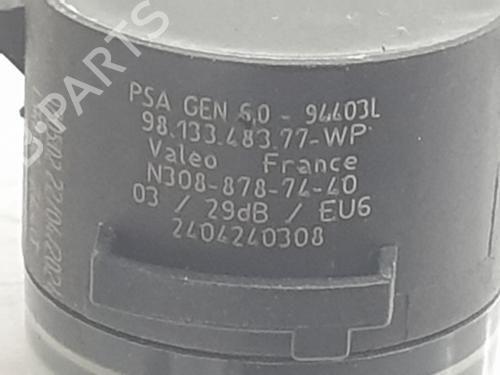 PSA GEN 6,0 - 94403L
98.133.483.77-WP
Valeo France
N308-878-74-40
03 / 29dB / EU6
2404240308
B-PARTS